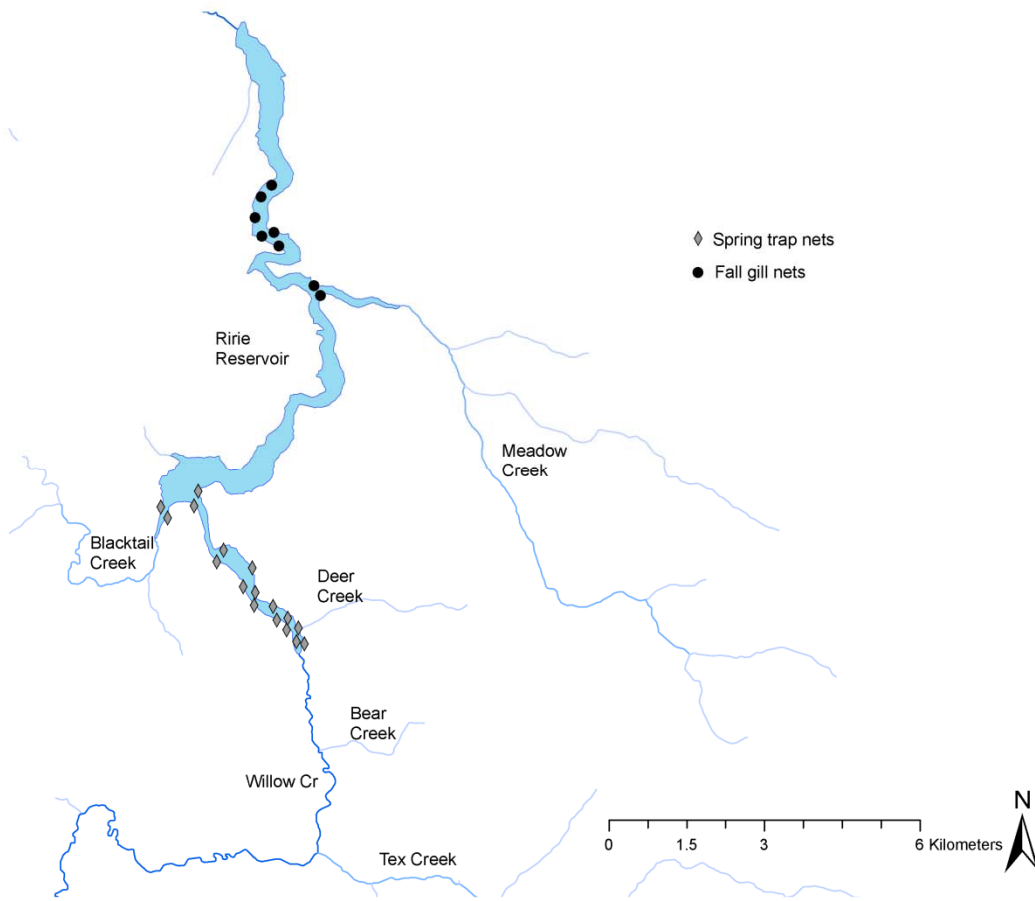 Spring trap nets
Fall gill nets
Ririe
Reservoir
Meadow
Creek
Blacktail
Creek
Deer
Creek
Bear
Creek
Willow Cr
Tex Creek
0 1.5 3 6 Kilometers
N